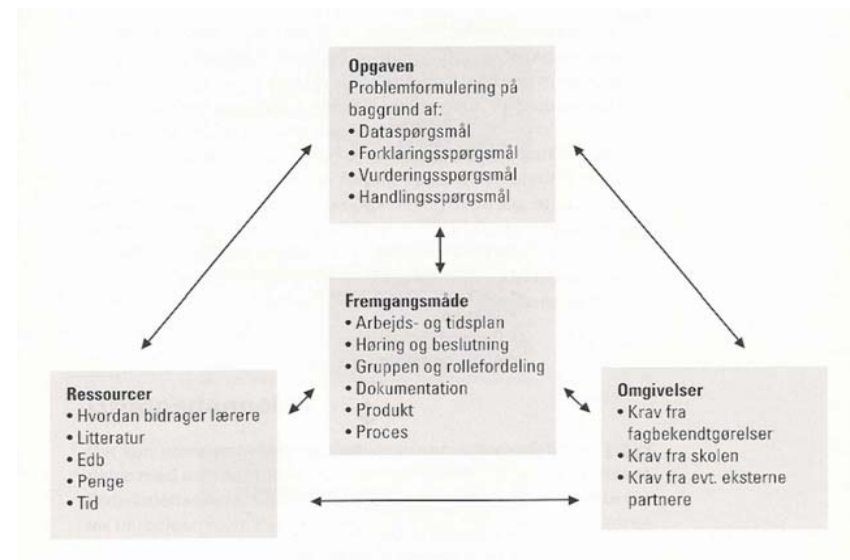 Opgaven
Problemformulering på
baggrund af:
• Dataspørgsmål
• Forklaringsspørgsmål
• Vurderingsspørgsmål
• Handlingsspørgsmål
Fremgangsmåde
• Arbejds- og tidsplan
• Høring og beslutning
• Gruppen og rollefordeling
• Dokumentation
• Produkt
• Proces
Ressourcer
• Hvordan bidrager lærere
• Litteratur
• Edb
• Penge
• Tid
Omgivelser
• Krav fra
fagbekendtgørelser
• Krav fra skolen
• Krav fra evt. eksterne
partnere